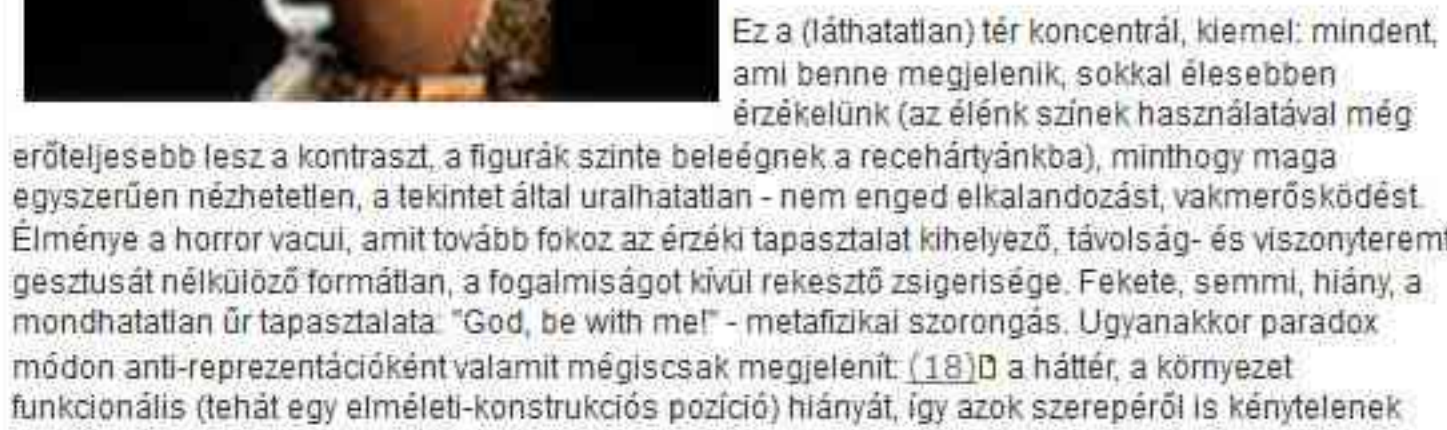 Ez a (láthatatlan) tér koncentrál, kiemel: mindent,
ami benne megjelenik, sokkal élesebben
érzékelünk (az élénk színek használatával még
erőteljesebb lesz a kontraszt, a figurák szinte beleégnek a recehártyánkba), minthogy maga
egyszerűen nézhetetlen, a tekintet által uralhatatlan - nem enged elkalandozást, vakmerősködést.
Élménye a horror vacui, amit tovább fokoz az érzéki tapasztalat kihelyező, távolság- és viszonyteremt
gesztusát nélkülöző formátlan, a fogalmiságot kívül rekesztő zsigerisége. Fekete, semmi, hiány, a
mondhatatlan űr tapasztalata: "God, be with me!" - metafizikai szorongás. Ugyanakkor paradox
módon anti-reprezentációként valamit mégiscsak megjelenít: (18) a háttér, a környezet
funkcionális (tehát egy elméleti-konstrukciós pozíció) hiányát, így azok szerepéről is kénytelenek